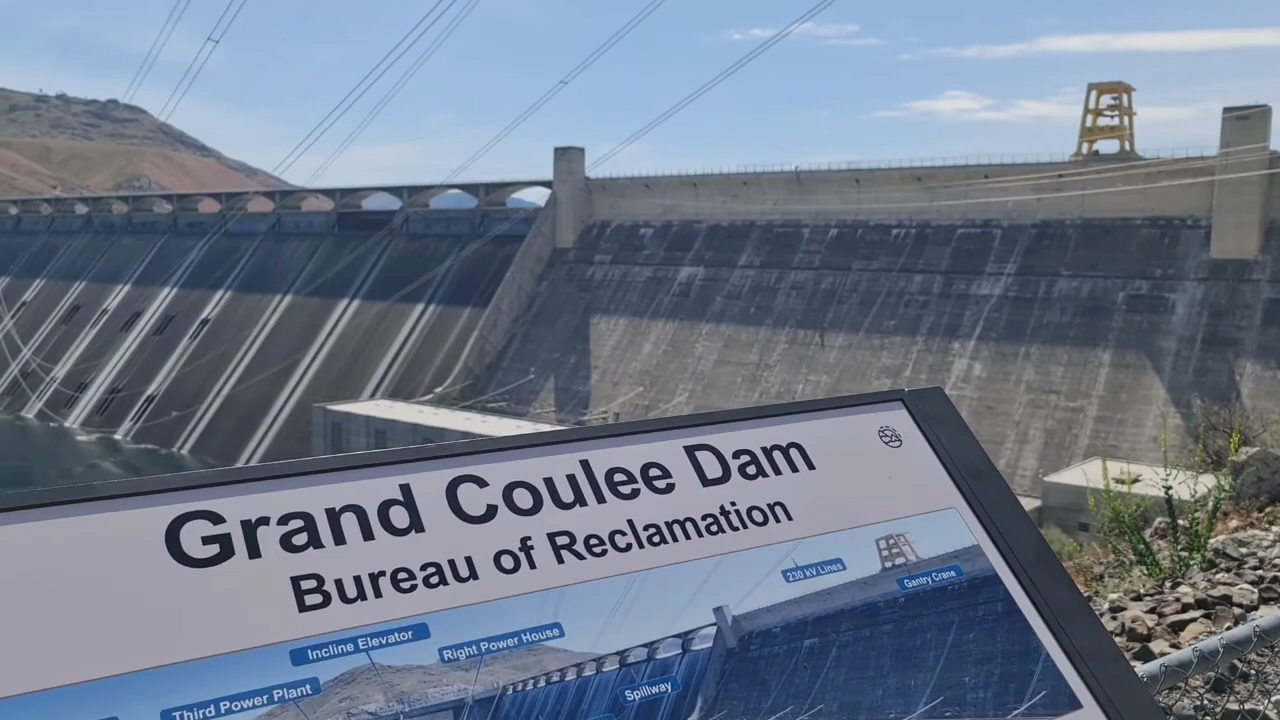 Grand Coulee Dam
Bureau of Reclamation
230 kV Lines
Gantry Crane
Incline Elevator
Right Power House
Third Power Plant
Spillway